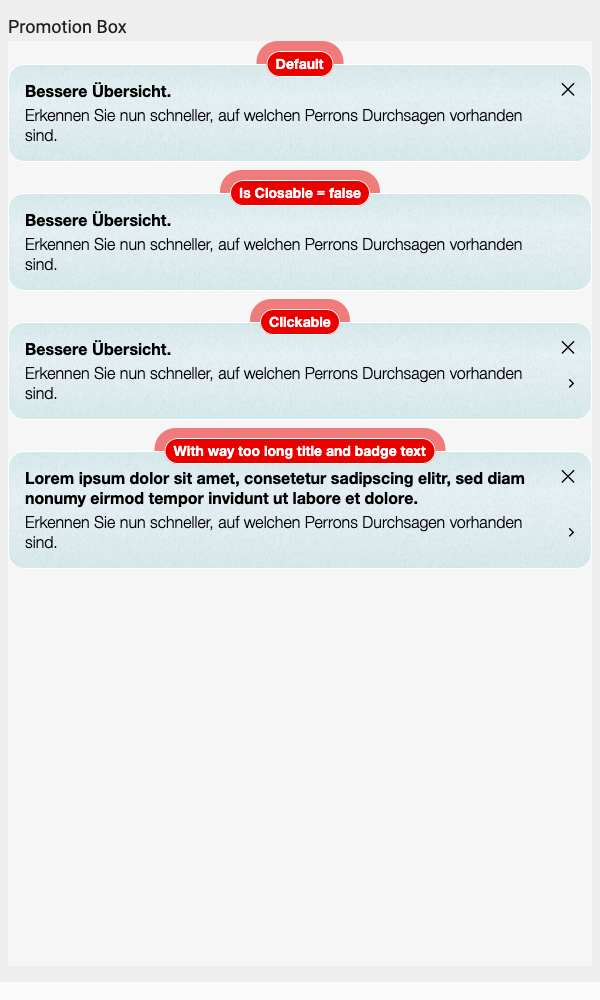 Promotion Box
Default
Bessere Übersicht.
Erkennen Sie nun schneller, auf welchen Perrons Durchsagen vorhanden
sind.
Is Closable = false
Bessere Übersicht.
Erkennen Sie nun schneller, auf welchen Perrons Durchsagen vorhanden
sind.
Clickable
Bessere Übersicht.
Erkennen Sie nun schneller, auf welchen Perrons Durchsagen vorhanden
sind.
With way too long title and badge text
Lorem ipsum dolor sit amet, consetetur sadipscing elitr, sed diam
nonumy eirmod tempor invidunt ut labore et dolore.
Erkennen Sie nun schneller, auf welchen Perrons Durchsagen vorhanden
sind.